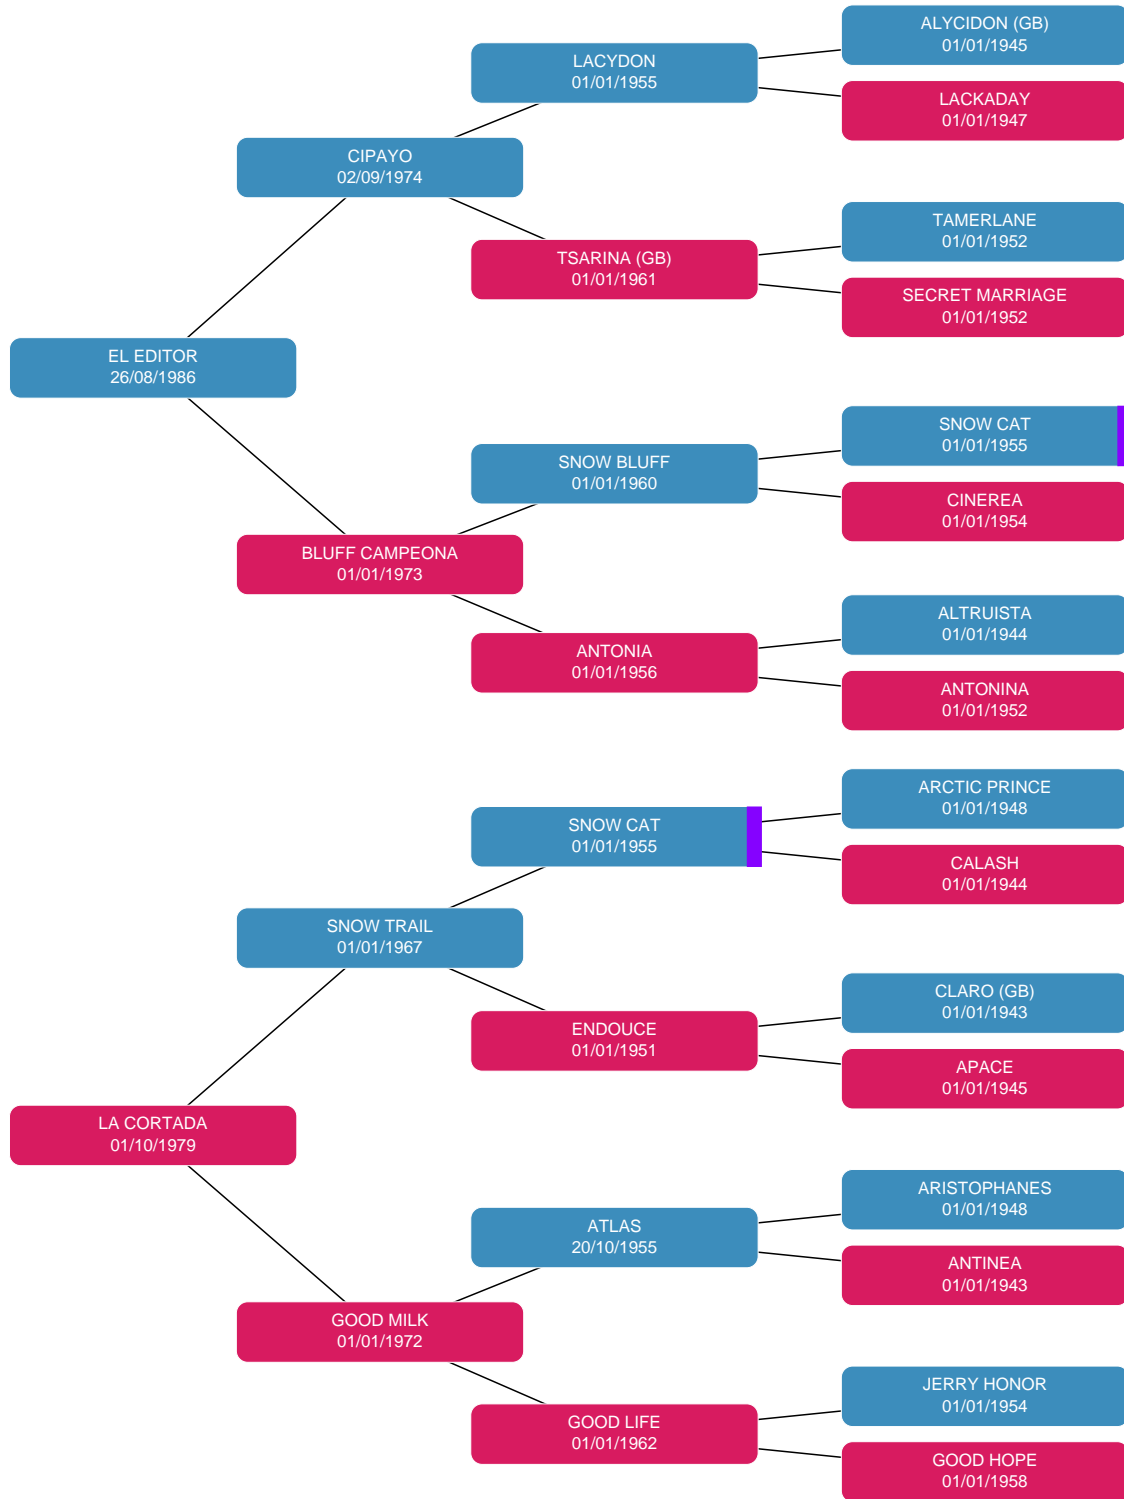 ALYCIDON (GB)
01/01/1945
LACYDON
01/01/1955
LACKADAY
01/01/1947
CIPAYO
02/09/1974
TAMERLANE
01/01/1952
TSARINA (GB)
01/01/1961
SECRET MARRIAGE
01/01/1952
EL EDITOR
26/08/1986
SNOW CAT
01/01/1955
SNOW BLUFF
01/01/1960
CINEREA
01/01/1954
BLUFF CAMPEONA
01/01/1973
ALTRUISTA
01/01/1944
ANTONIA
01/01/1956
ANTONINA
01/01/1952
ARCTIC PRINCE
01/01/1948
SNOW CAT
01/01/1955
CALASH
01/01/1944
SNOW TRAIL
01/01/1967
CLARO (GB)
01/01/1943
ENDOUCE
01/01/1951
APACE
01/01/1945
LA CORTADA
01/10/1979
ARISTOPHANES
01/01/1948
ATLAS
20/10/1955
ANTINEA
01/01/1943
GOOD MILK
01/01/1972
JERRY HONOR
01/01/1954
GOOD LIFE
01/01/1962
GOOD HOPE
01/01/1958